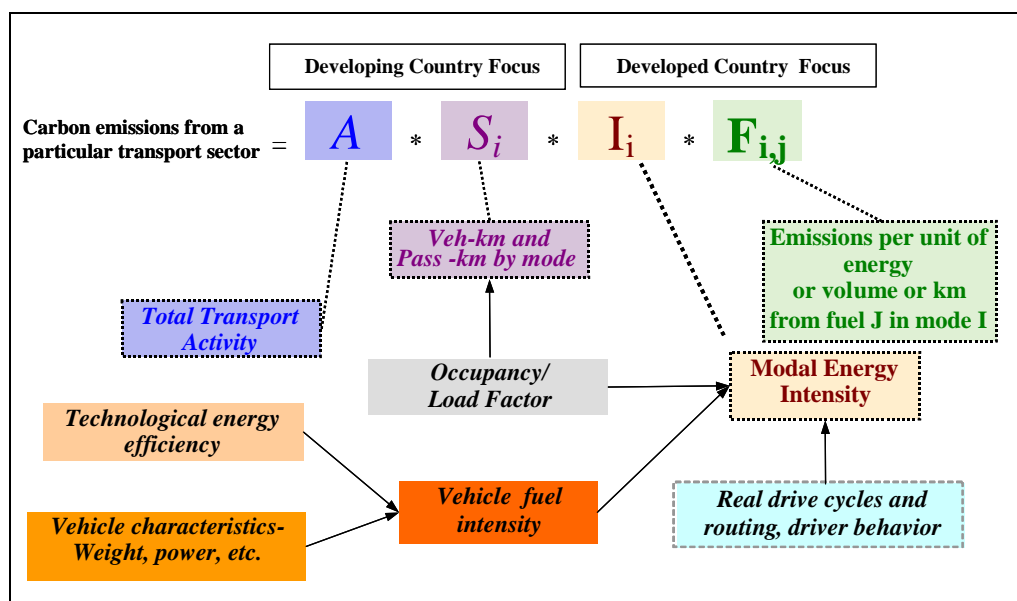 Developing Country Focus
Developed Country Focus
Carbon emissions from a
particular transport sector = A * Si * Ii * Fi,j
Veh-km and
Pass -km by mode
Emissions per unit of
energy
or volume or km
from fuel J in mode I
Total Transport
Activity
Occupancy/
Load Factor
Modal Energy
Intensity
Technological energy
efficiency
Vehicle fuel
intensity
Real drive cycles and
routing, driver behavior
Vehicle characteristics-
Weight, power, etc.